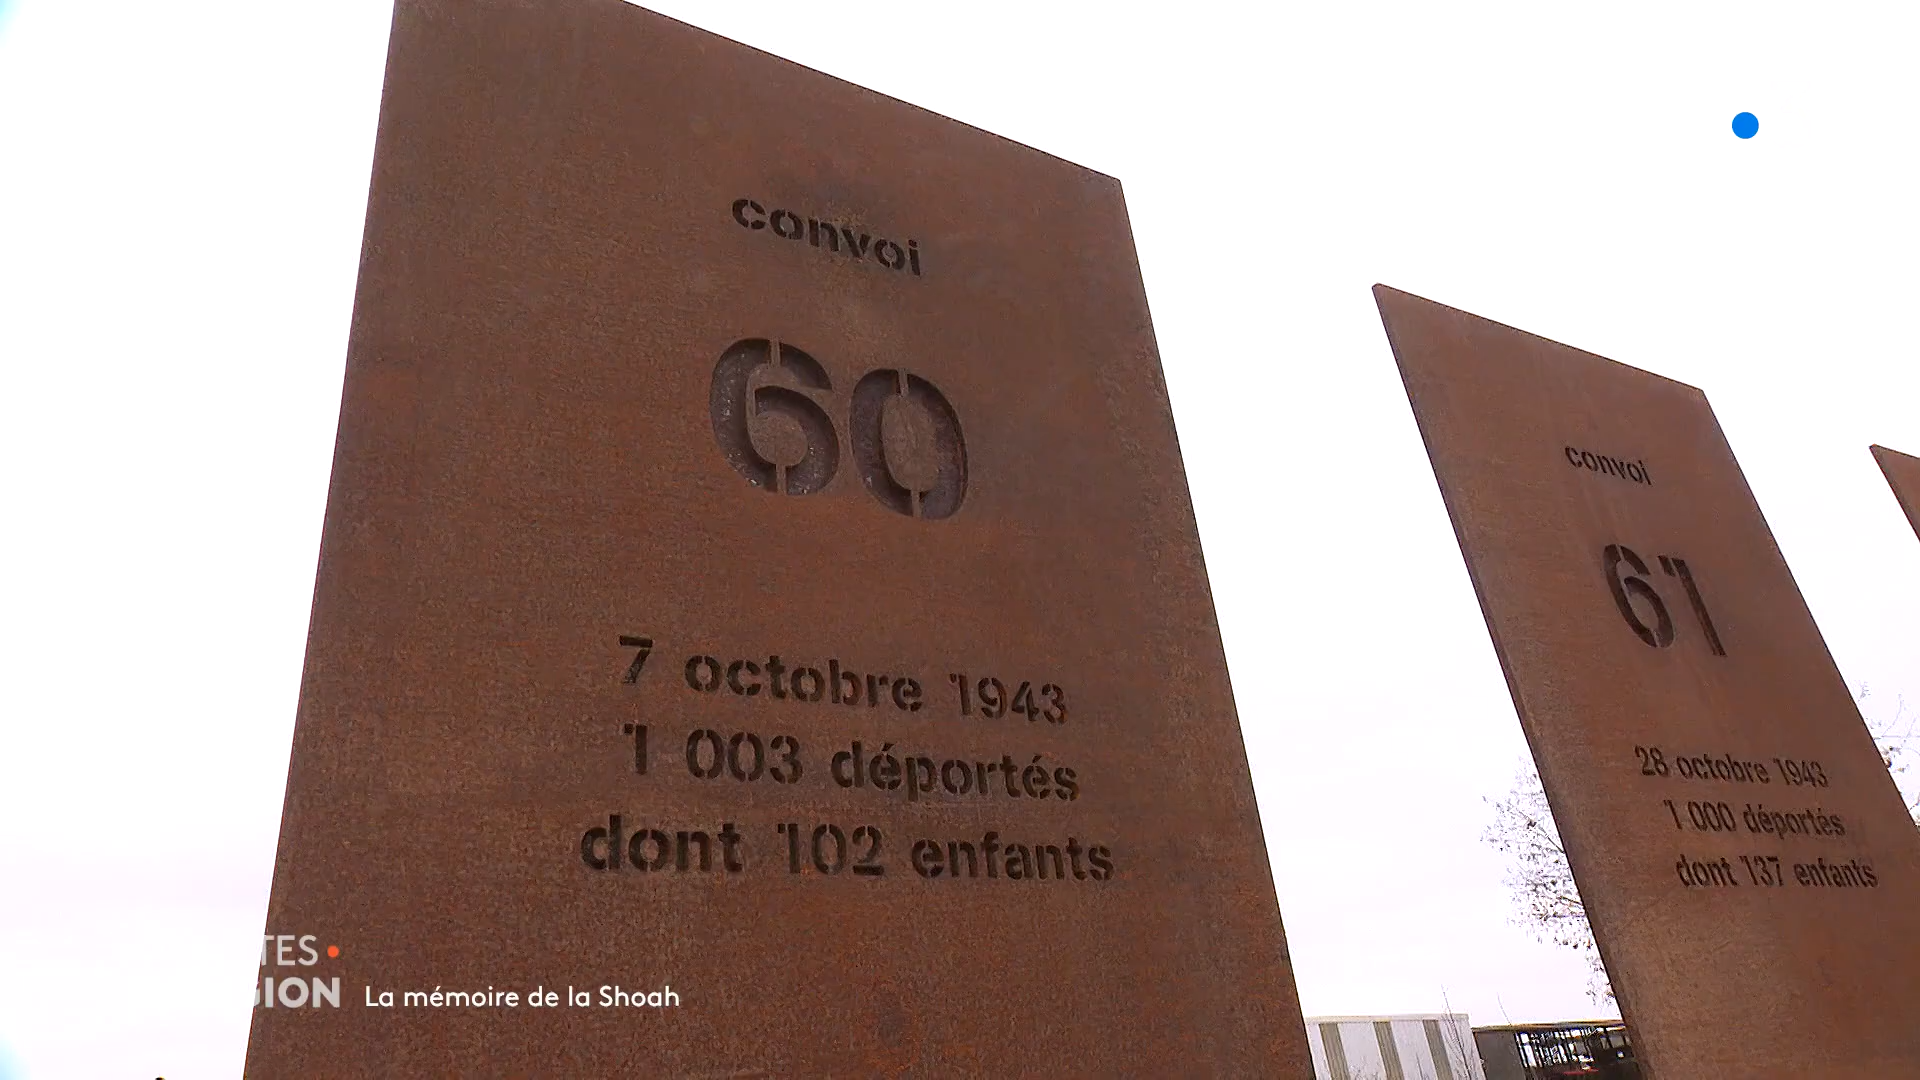 convoi
60
7 octobre 1943
1 003 déportés
dont 102 enfants
convoi
61
28 octobre 1943
1 000 déportés
dont 137 enfants
La mémoire de la Shoah